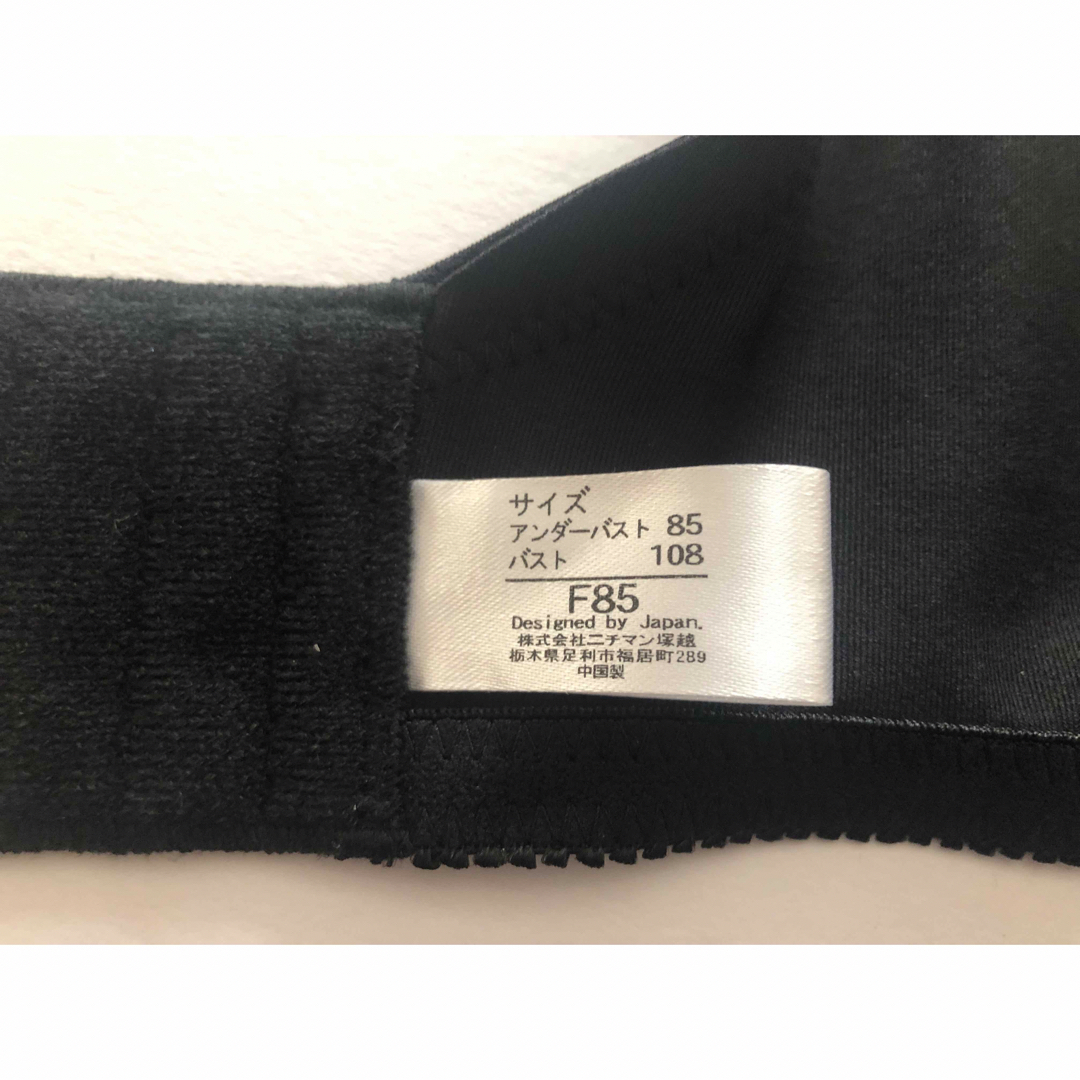 サイズ
アンダーバスト 85
バスト 108
F85
Designed by Japan.
株式会社ニチマン塚越
栃木県足利市福居町289
中国製